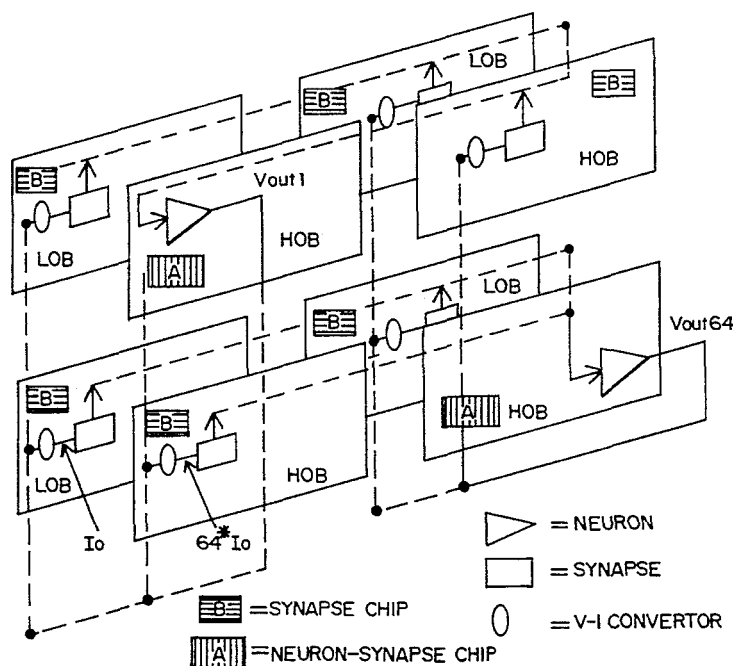 LOB
B
B
HOB
B
Vout1
LOB
HOB
A
LOB
B
Vout64
B
B
A
HOB
LOB
HOB
Io
64*Io
= NEURON
= SYNAPSE
B =SYNAPSE CHIP
= V-I CONVERTOR
A = NEURON-SYNAPSE CHIP